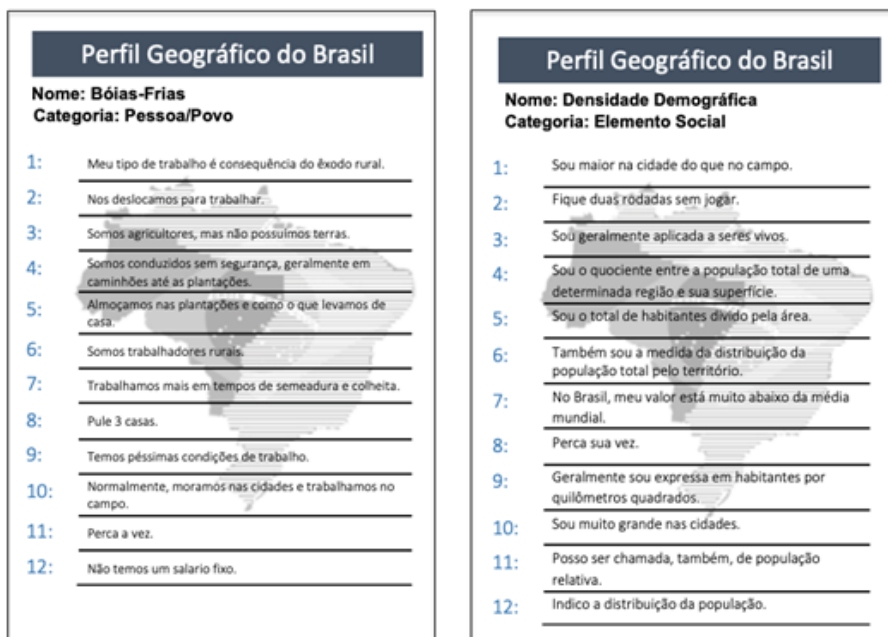 Perfil Geográfico do Brasil
Nome: Bóias-Frias
Categoria: Pessoa/Povo
1: Meu tipo de trabalho é consequência do êxodo rural.
2: Nos deslocamos para trabalhar.
3: Somos agricultores, mas não possuímos terras.
4: Somos conduzidos sem segurança, geralmente em
caminhões até as plantações.
5: Almoçamos nas plantações e como o que levamos de
casa.
6: Somos trabalhadores rurais.
7: Trabalhamos mais em tempos de semeadura e colheita.
8: Pule 3 casas.
9: Temos péssimas condições de trabalho.
10: Normalmente, moramos nas cidades e trabalhamos no
campo.
11: Perca a vez.
12: Não temos um salario fixo.
Perfil Geográfico do Brasil
Nome: Densidade Demográfica
Categoria: Elemento Social
1: Sou maior na cidade do que no campo.
2: Fique duas rodadas sem jogar.
3: Sou geralmente aplicada a seres vivos.
4: Sou o quociente entre a população total de uma
determinada região e sua superfície.
5: Sou o total de habitantes divido pela área.
6: Também sou a medida da distribuição da
população total pelo território.
7: No Brasil, meu valor está muito abaixo da média
mundial.
8: Perca sua vez.
9: Geralmente sou expressa em habitantes por
quilômetros quadrados.
10: Sou muito grande nas cidades.
11: Posso ser chamada, também, de população
relativa.
12: Indico a distribuição da população.